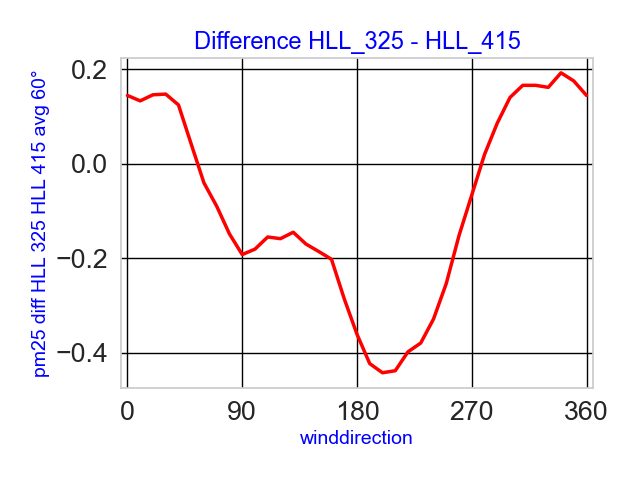 Difference HLL_325 - HLL_415
pm25 diff HLL 325 HLL 415 avg 60°
0.2
0.0
−0.2
−0.4
0 90 180 270 360
winddirection